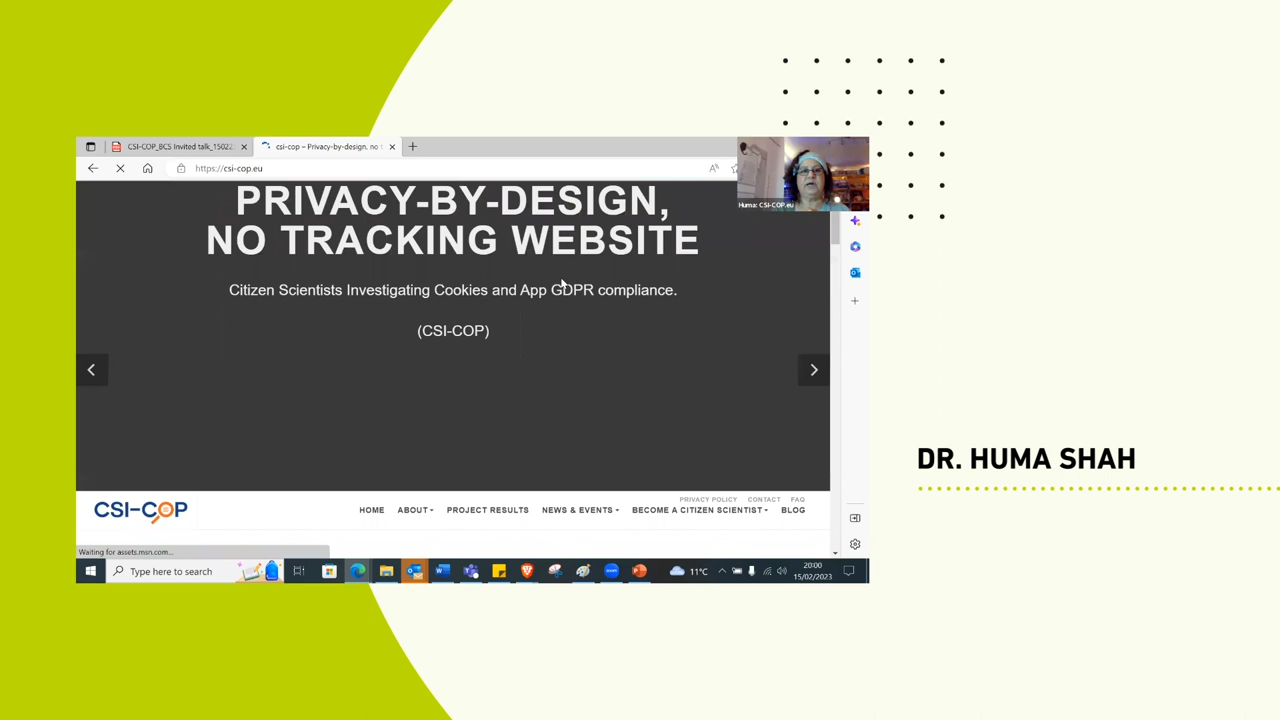 CSI-COP_BCS Invited talk_15022
csi-cop – Privacy-by-design, no t
https://csi-cop.eu
Huma: CSI-COP.eu
PRIVACY-BY-DESIGN,
NO TRACKING WEBSITE
Citizen Scientists Investigating Cookies and App GDPR compliance.
(CSI-COP)
DR. HUMA SHAH
PRIVACY POLICY CONTACT FAQ
CSI-COP
HOME ABOUT PROJECT RESULTS NEWS & EVENTS BECOME A CITIZEN SCIENTIST BLOG
Waiting for assets.msn.com...
Type here to search
11°C
20:00
15/02/2023